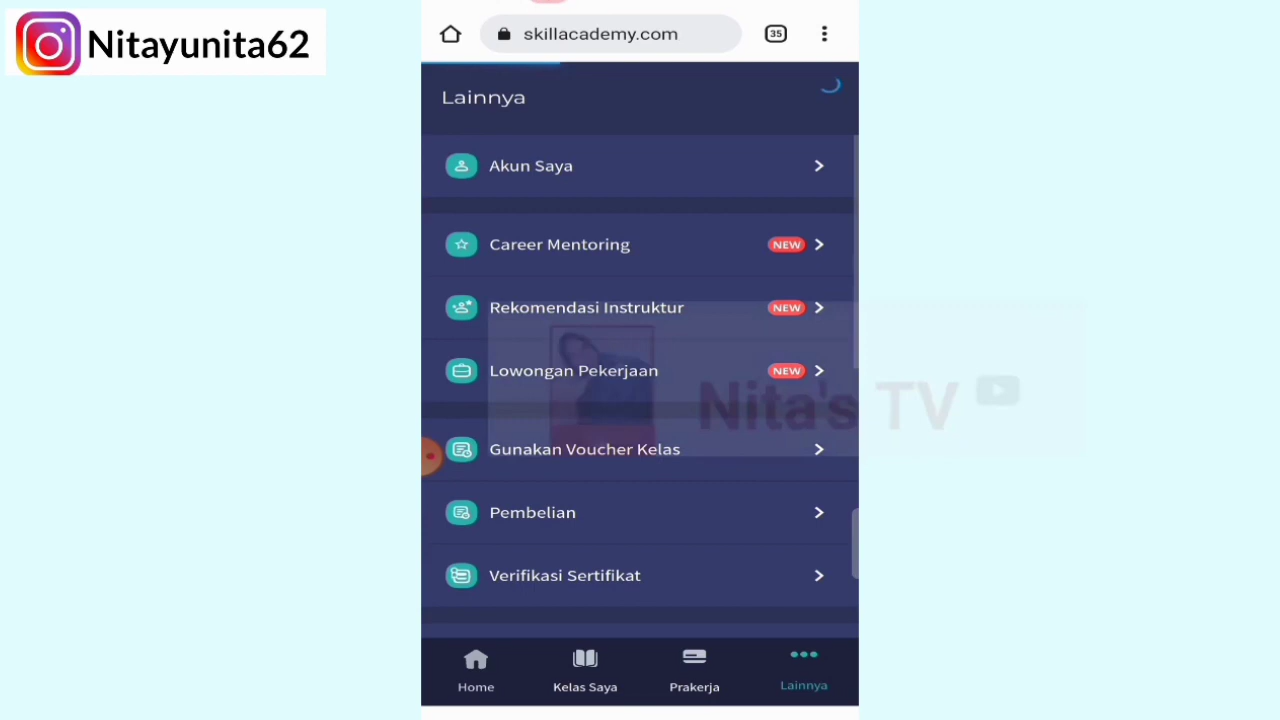 Nitayunita62
skillacademy.com
35
Lainnya
Akun Saya
Career Mentoring NEW
Rekomendasi Instruktur NEW
Lowongan Pekerjaan NEW
Nita's TV
Gunakan Voucher Kelas
Pembelian
Verifikasi Sertifikat
Home Kelas Saya Prakerja Lainnya